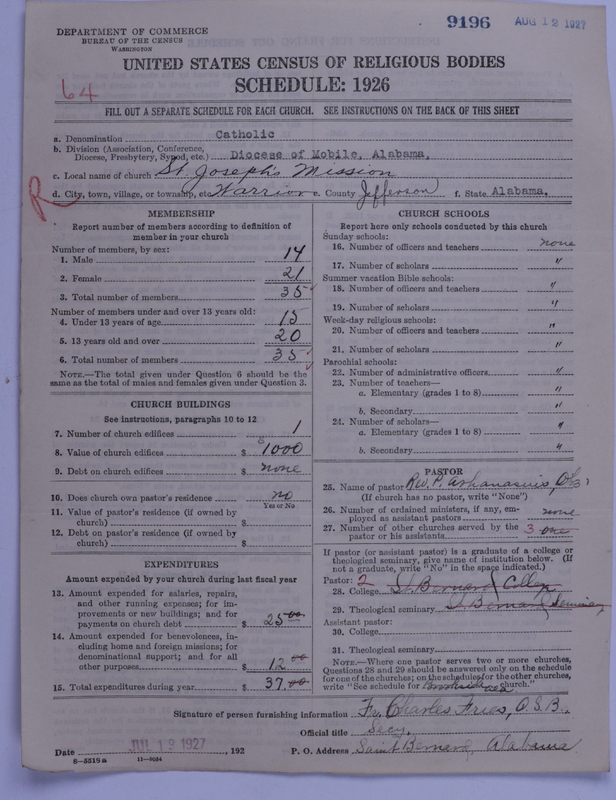 9196 AUG 12 1927
DEPARTMENT OF COMMERCE
BUREAU OF THE CENSUS
WASHINGTON
UNITED STATES CENSUS OF RELIGIOUS BODIES
SCHEDULE: 1926
64
FILL OUT A SEPARATE SCHEDULE FOR EACH CHURCH. SEE INSTRUCTIONS ON THE BACK OF THIS SHEET
a. Denomination Catholic
b. Division (Association, Conference, Diocese, Presbytery, Synod, etc.) Diocese of Mobile, Alabama,
c. Local name of church St Joseph's Mission
d. City, town, village, or township, etc. Warrior e. County Jefferson f. State Alabama,
R
MEMBERSHIP
Report number of members according to definition of
member in your church
Number of members, by sex:
1. Male 14
2. Female 21
3. Total number of members 35
Number of members under and over 13 years old:
4. Under 13 years of age 15
5. 13 years old and over 20
6. Total number of members 35
NOTE.—The total given under Question 6 should be the
same as the total of males and females given under Question 3.
CHURCH BUILDINGS
See instructions, paragraphs 10 to 12
7. Number of church edifices 1
8. Value of church edifices $ 1000
9. Debt on church edifices $ none
10. Does church own pastor's residence no
Yes or No
11. Value of pastor's residence (if owned by
church) $
12. Debt on pastor's residence (if owned by
church) $
EXPENDITURES
Amount expended by your church during last fiscal year
13. Amount expended for salaries, repairs,
and other running expenses; for im-
provements or new buildings; and for
payments on church debt $ 25.00
14. Amount expended for benevolences, in-
cluding home and foreign missions; for
denominational support; and for all
other purposes $ 12.00
15. Total expenditures during year $ 37.00
CHURCH SCHOOLS
Report here only schools conducted by this church
Sunday schools:
16. Number of officers and teachers none
17. Number of scholars "
Summer vacation Bible schools:
18. Number of officers and teachers "
19. Number of scholars "
Week-day religious schools:
20. Number of officers and teachers "
21. Number of scholars "
Parochial schools:
22. Number of administrative officers "
23. Number of teachers—
a. Elementary (grades 1 to 8) "
b. Secondary "
24. Number of scholars—
a. Elementary (grades 1 to 8) "
b. Secondary "
PASTOR
25. Name of pastor Rev. P. Athanasius,
(If church has no pastor, write "None")
26. Number of ordained ministers, if any, em-
ployed as assistant pastors none
27. Number of other churches served by the
pastor or his assistants 3 one
If pastor (or assistant pastor) is a graduate of a college or
theological seminary, give name of institution below. (If
not a graduate, write "No" in the space indicated.)
Pastor: 2
28. College St Bernard College
29. Theological seminary St Bernard Seminary
Assistant pastor:
30. College
31. Theological seminary
NOTE.—Where one pastor serves two or more churches,
Questions 28 and 29 should be answered only on the schedule
for one of the churches; on the schedules for the other churches,
write "See schedule for church."
Signature of person furnishing information Fr. Charles Fries, O.S.B.
Official title Secy.
Date JUL 19 1927, 192 P. O. Address Saint Bernard, Alabama
8—5518a 11—9034